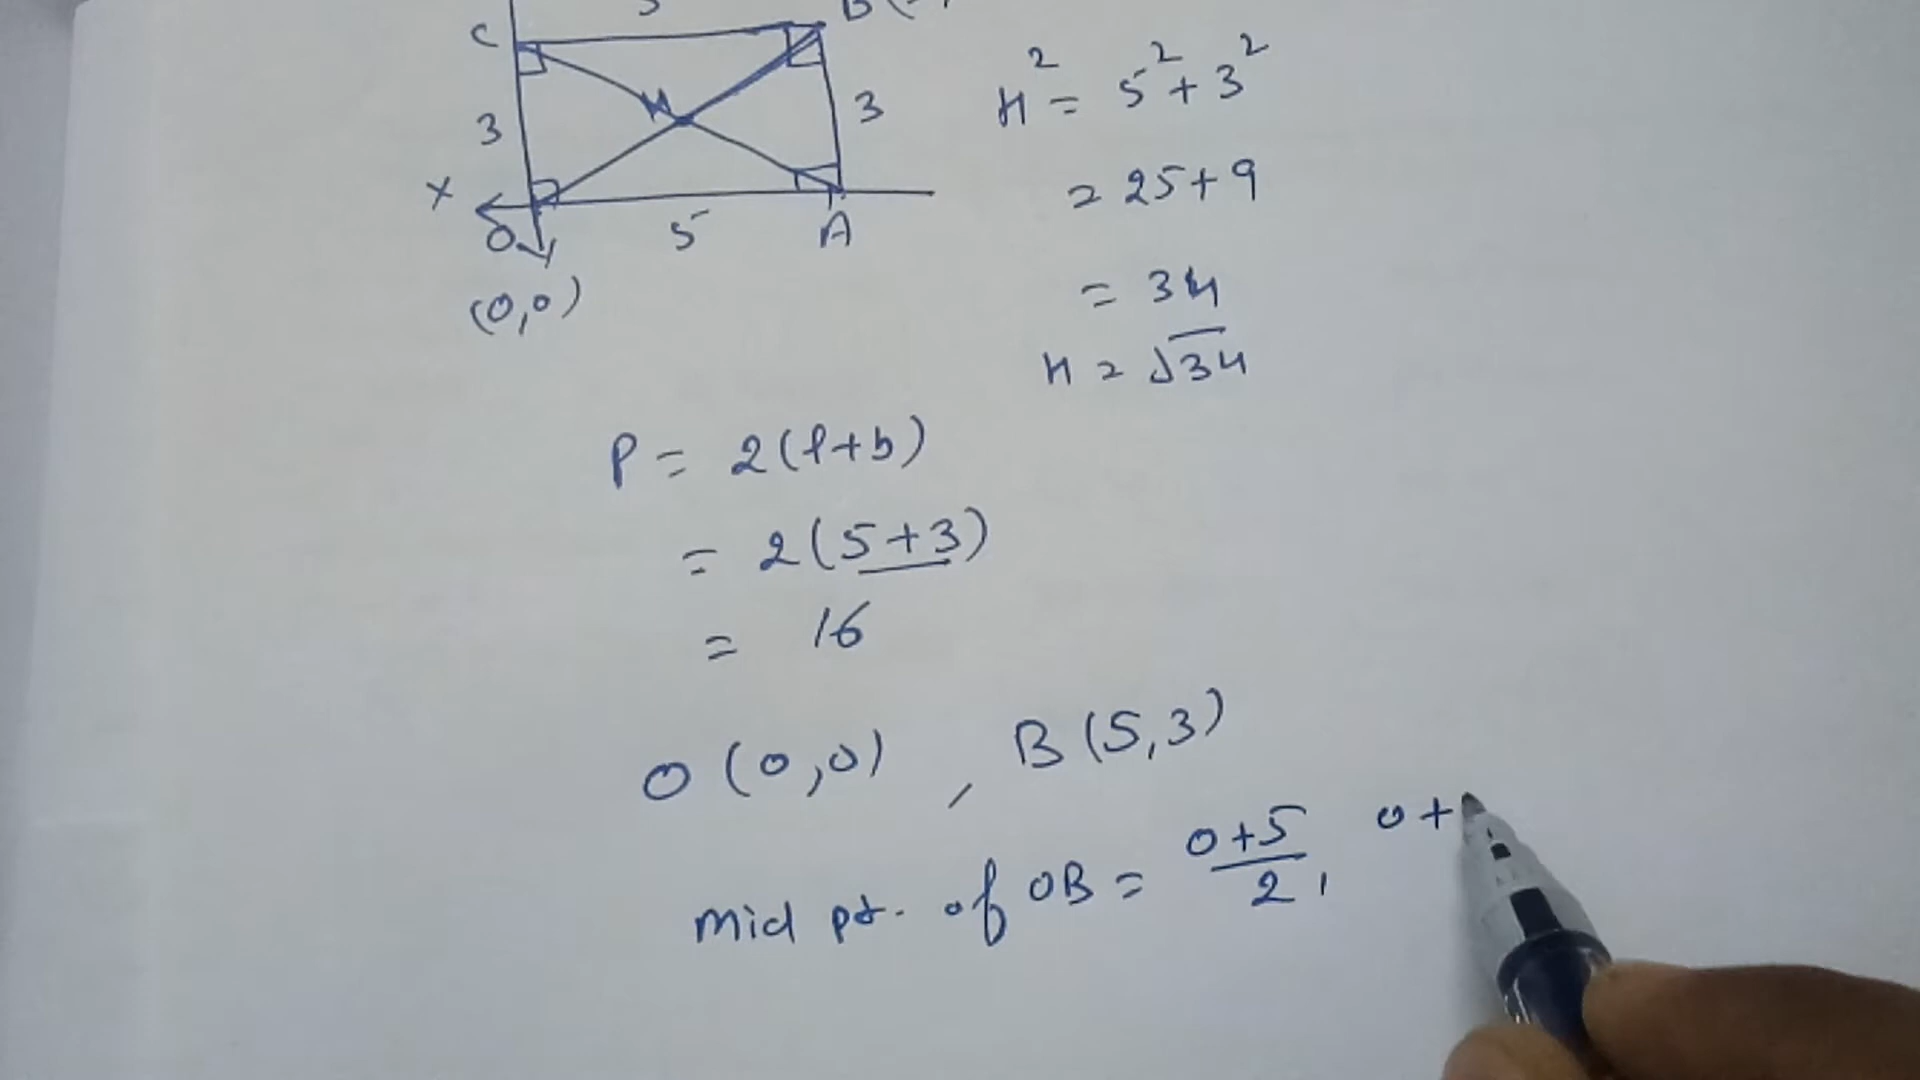 5
C
B (
3
M
3
X
O
Y
5
A
(0,0)
H² = 5² + 3²
= 25 + 9
= 34
H = √34
P = 2(l+b)
= 2(5+3)
= 16
O (0,0) , B (5,3)
Mid pt. of OB = 0+5/2, 0+